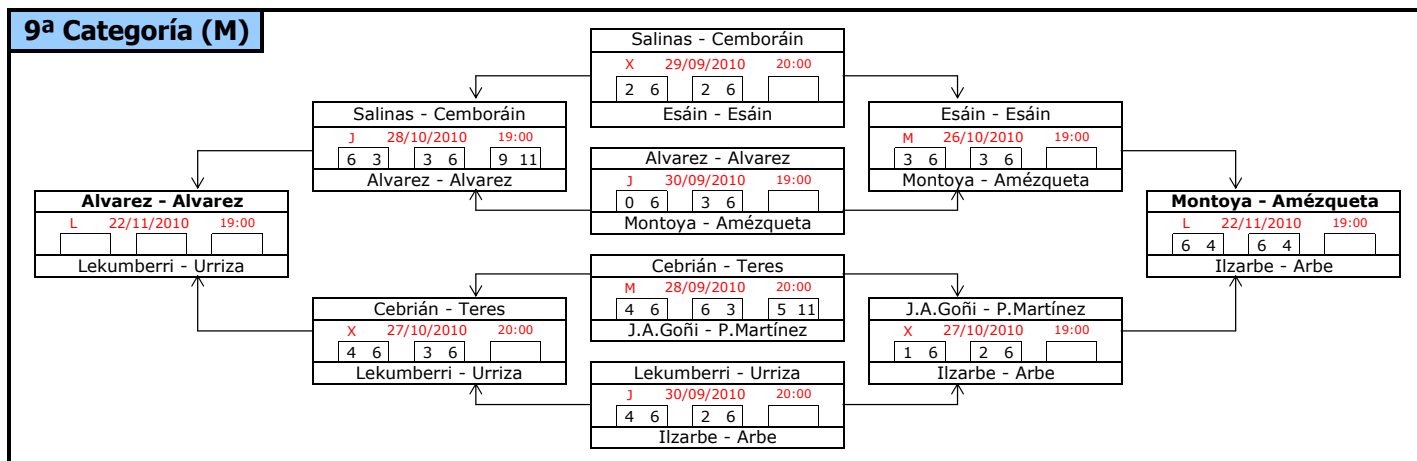 9ª Categoría (M)
Salinas - Cemboráin
X 29/09/2010 20:00
2 6 2 6
Esáin - Esáin
Salinas - Cemboráin
J 28/10/2010 19:00
6 3 3 6 9 11
Alvarez - Alvarez
Esáin - Esáin
M 26/10/2010 19:00
3 6 3 6
Montoya - Amézqueta
Alvarez - Alvarez
J 30/09/2010 19:00
0 6 3 6
Montoya - Amézqueta
Alvarez - Alvarez
L 22/11/2010 19:00
Lekumberri - Urriza
Montoya - Amézqueta
L 22/11/2010 19:00
6 4 6 4
Ilzarbe - Arbe
Cebrián - Teres
M 28/09/2010 20:00
4 6 6 3 5 11
J.A.Goñi - P.Martínez
Cebrián - Teres
X 27/10/2010 20:00
4 6 3 6
Lekumberri - Urriza
J.A.Goñi - P.Martínez
X 27/10/2010 19:00
1 6 2 6
Ilzarbe - Arbe
Lekumberri - Urriza
J 30/09/2010 20:00
4 6 2 6
Ilzarbe - Arbe